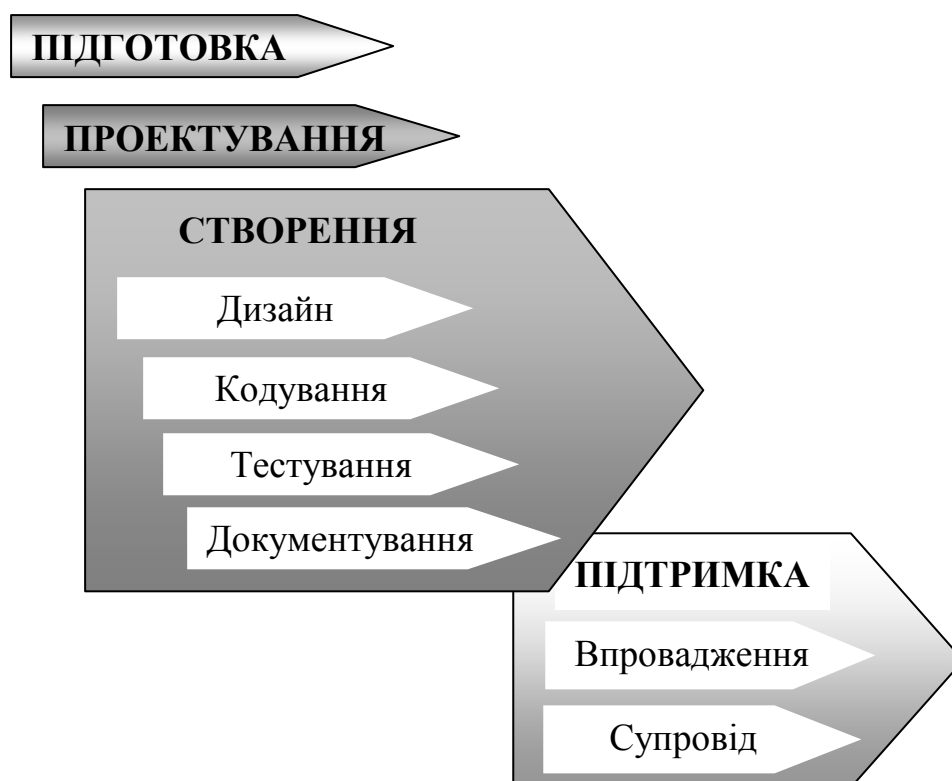 ПІДГОТОВКА
ПРОЕКТУВАННЯ
СТВОРЕННЯ
Дизайн
Кодування
Тестування
Документування
ПІДТРИМКА
Впровадження
Супровід